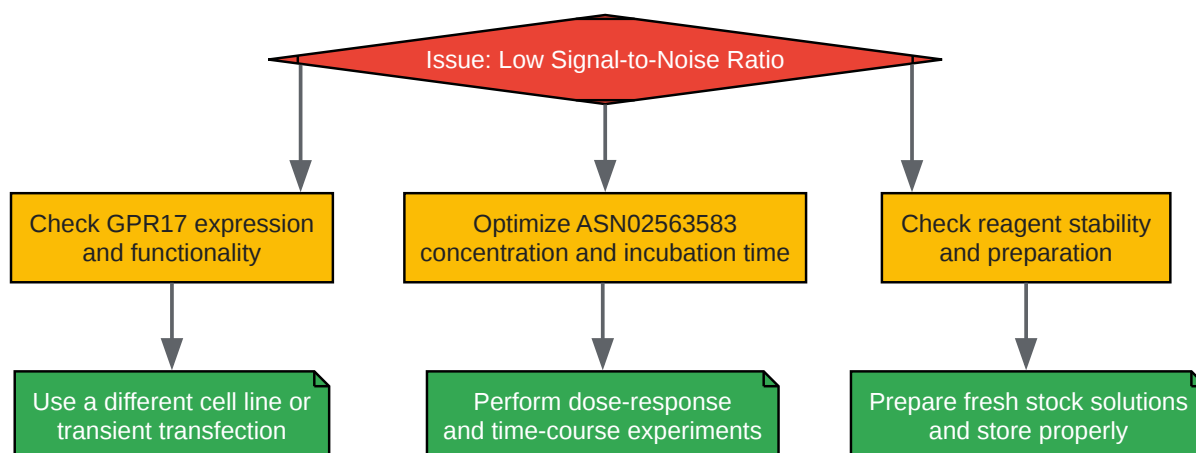 Issue: Low Signal-to-Noise Ratio
Check GPR17 expression
and functionality
Optimize ASN02563583
concentration and incubation time
Check reagent stability
and preparation
Use a different cell line or
transient transfection
Perform dose-response
and time-course experiments
Prepare fresh stock solutions
and store properly